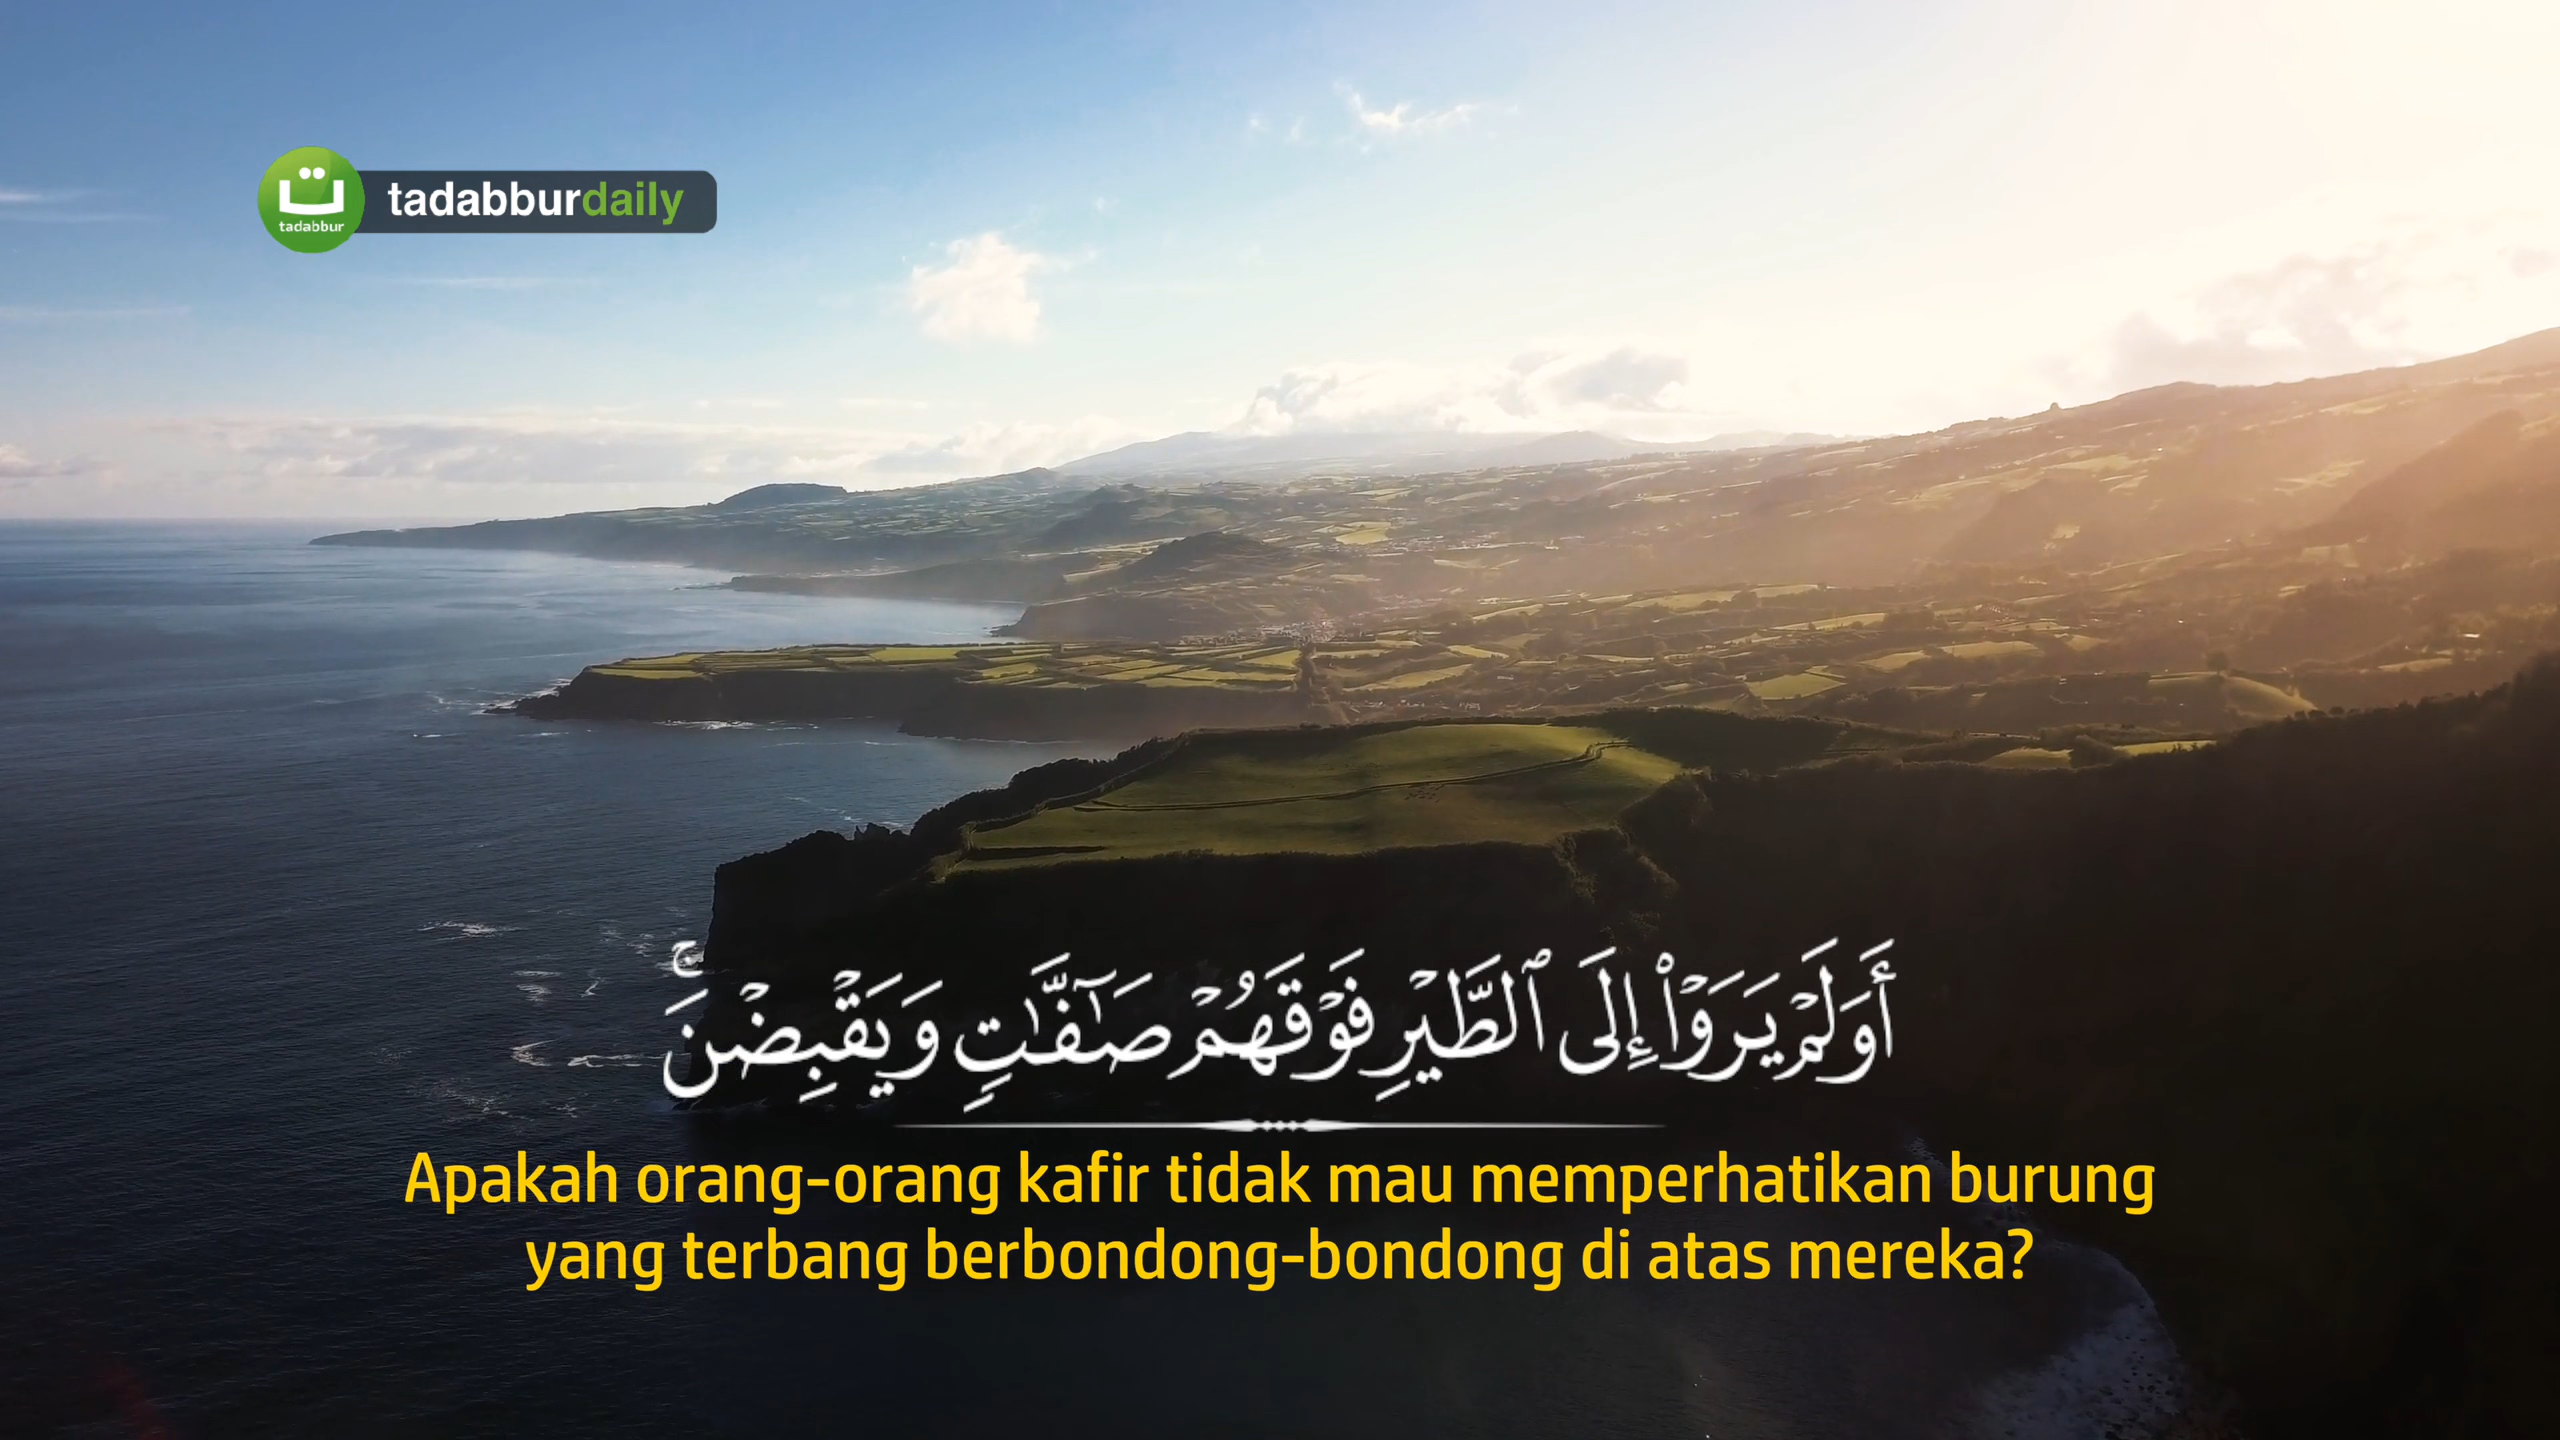 tadabbur
tadabburdaily
أَوَلَمْ يَرَوْا۟ إِلَى ٱلطَّيْرِ فَوْقَهُمْ صَـٰٓفَّـٰتٍ وَيَقْبِضْنَ ۚ
Apakah orang-orang kafir tidak mau memperhatikan burung
yang terbang berbondong-bondong di atas mereka?